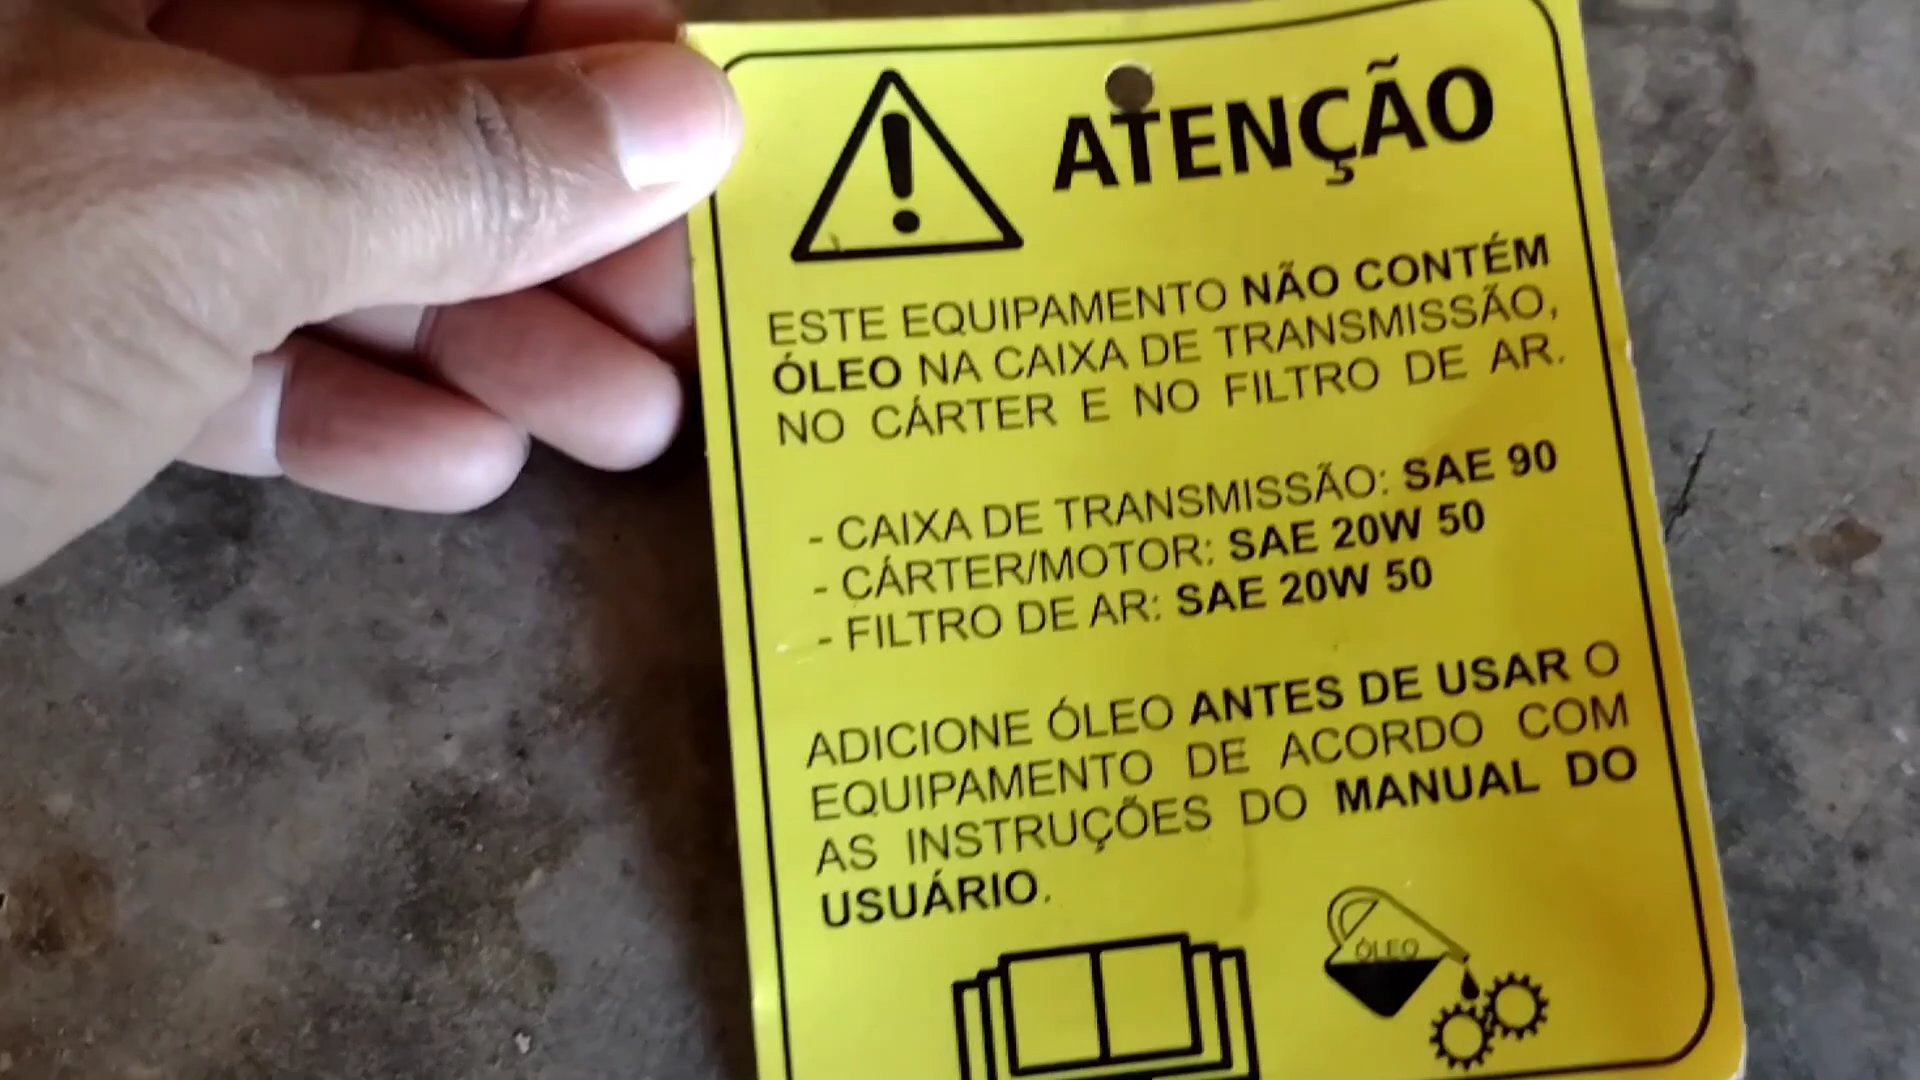 ATENÇÃO
ESTE EQUIPAMENTO NÃO CONTÉM
ÓLEO NA CAIXA DE TRANSMISSÃO,
NO CÁRTER E NO FILTRO DE AR.
- CAIXA DE TRANSMISSÃO: SAE 90
- CÁRTER/MOTOR: SAE 20W 50
- FILTRO DE AR: SAE 20W 50
ADICIONE ÓLEO ANTES DE USAR O
EQUIPAMENTO DE ACORDO COM
AS INSTRUÇÕES DO MANUAL DO
USUÁRIO.
ÓLEO